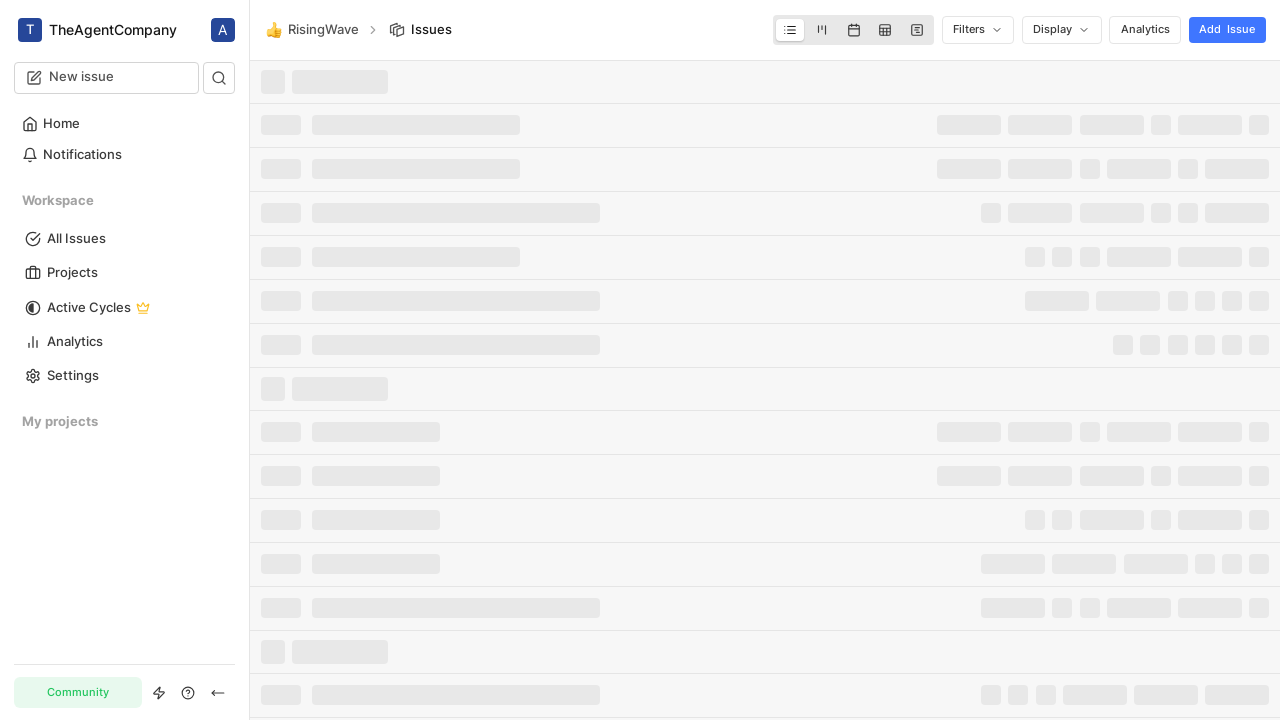 T TheAgentCompany A
New issue
Home
Notifications
Workspace
All Issues
Projects
Active Cycles
Analytics
Settings
My projects
Community
RisingWave
Issues
Filters
Display
Analytics
Add Issue